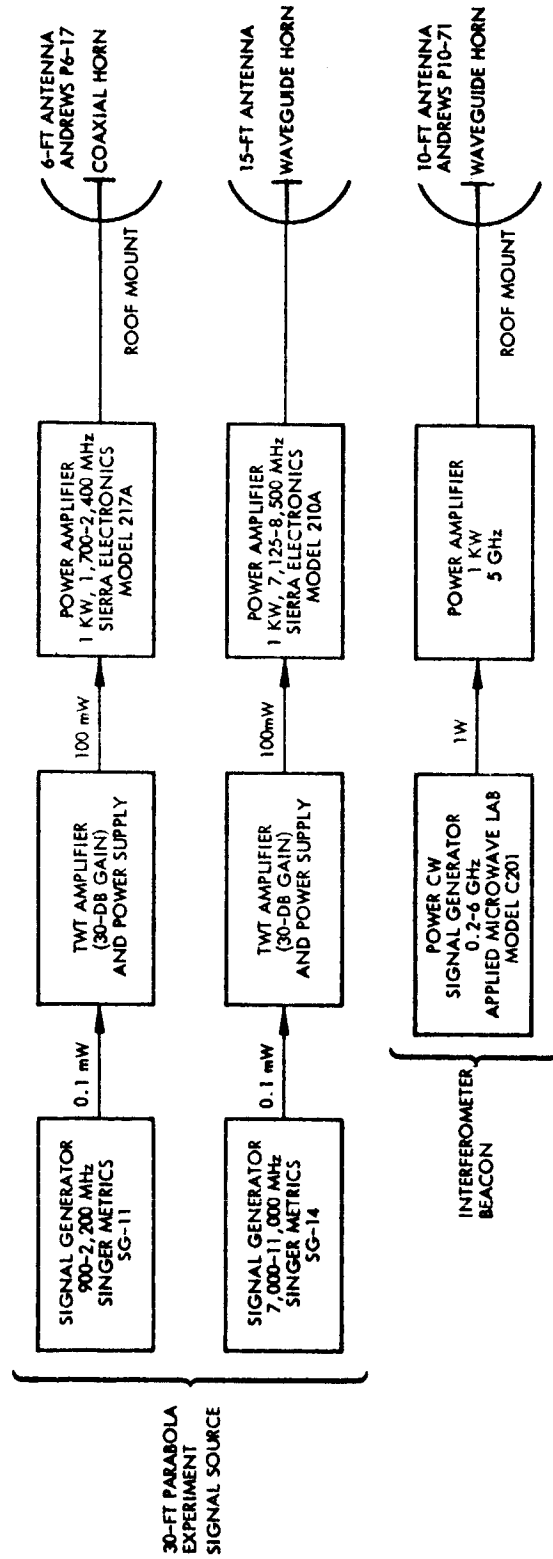 30-FT PARABOLA
EXPERIMENT
SIGNAL SOURCE
SIGNAL GENERATOR
900-2,200 MHz
SINGER METRICS
SG-11
0.1 mW
TWT AMPLIFIER
(30-DB GAIN)
AND POWER SUPPLY
100 mW
POWER AMPLIFIER
1 KW, 1,700-2,400 MHz
SIERRA ELECTRONICS
MODEL 217A
ROOF MOUNT
6-FT ANTENNA
ANDREWS P6-17
COAXIAL HORN
SIGNAL GENERATOR
7,000-11,000 MHz
SINGER METRICS
SG-14
0.1 mW
TWT AMPLIFIER
(30-DB GAIN)
AND POWER SUPPLY
100mW
POWER AMPLIFIER
1 KW, 7,125-8,500 MHz
SIERRA ELECTRONICS
MODEL 210A
15-FT ANTENNA
WAVEGUIDE HORN
INTERFEROMETER
BEACON
POWER CW
SIGNAL GENERATOR
0.2-6 GHz
APPLIED MICROWAVE LAB
MODEL C201
1W
POWER AMPLIFIER
1 KW
5 GHz
ROOF MOUNT
10-FT ANTENNA
ANDREWS P10-71
WAVEGUIDE HORN